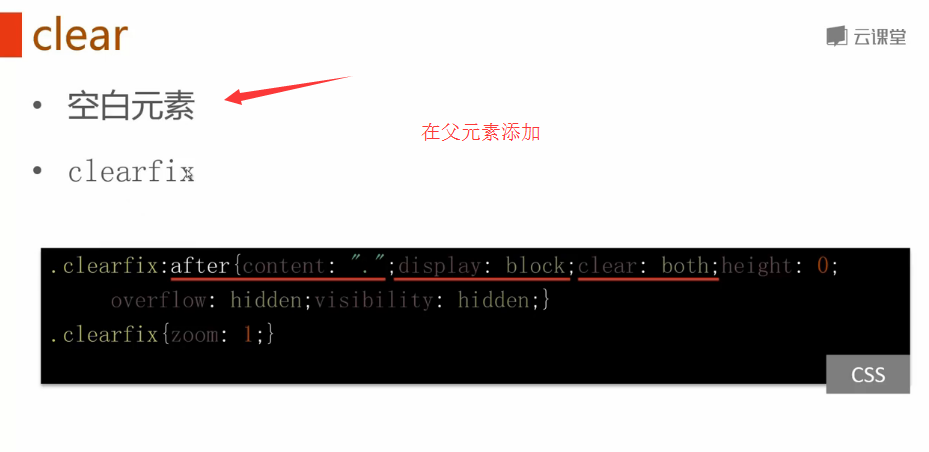 clear
云课堂
• 空白元素
在父元素添加
• clearfix
.clearfix:after{content: ".";display: block;clear: both;height: 0;
overflow: hidden;visibility: hidden;}
.clearfix{zoom: 1;}
CSS